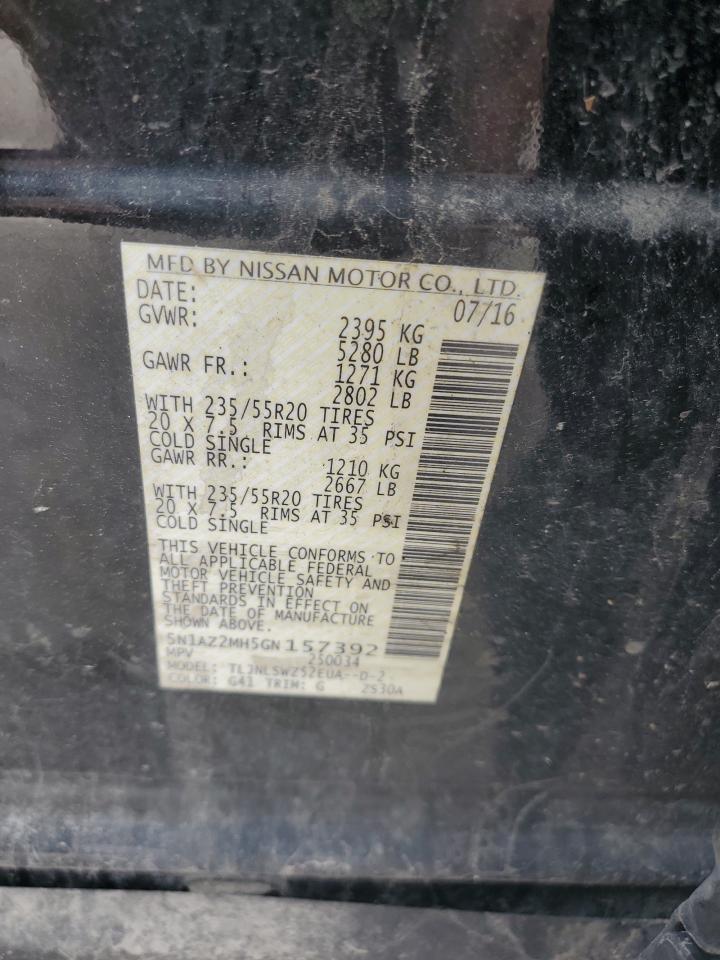 MFD BY NISSAN MOTOR CO., LTD.
DATE: 07/16
GVWR: 2395 KG
5280 LB
GAWR FR.: 1271 KG
2802 LB
WITH 235/55R20 TIRES
20 X 7.5 RIMS AT 35 PSI
COLD SINGLE
GAWR RR.: 1210 KG
2667 LB
WITH 235/55R20 TIRES
20 X 7.5 RIMS AT 35 PSI
COLD SINGLE
THIS VEHICLE CONFORMS TO
ALL APPLICABLE FEDERAL
MOTOR VEHICLE SAFETY AND
THEFT PREVENTION
STANDARDS IN EFFECT ON
THE DATE OF MANUFACTURE
SHOWN ABOVE.
5N1AZ2MH5GN 157392
MPV 250034
MODEL: TLJNLSWZ52EUA--D-2
COLOR: G41 TRIM: G 2530A